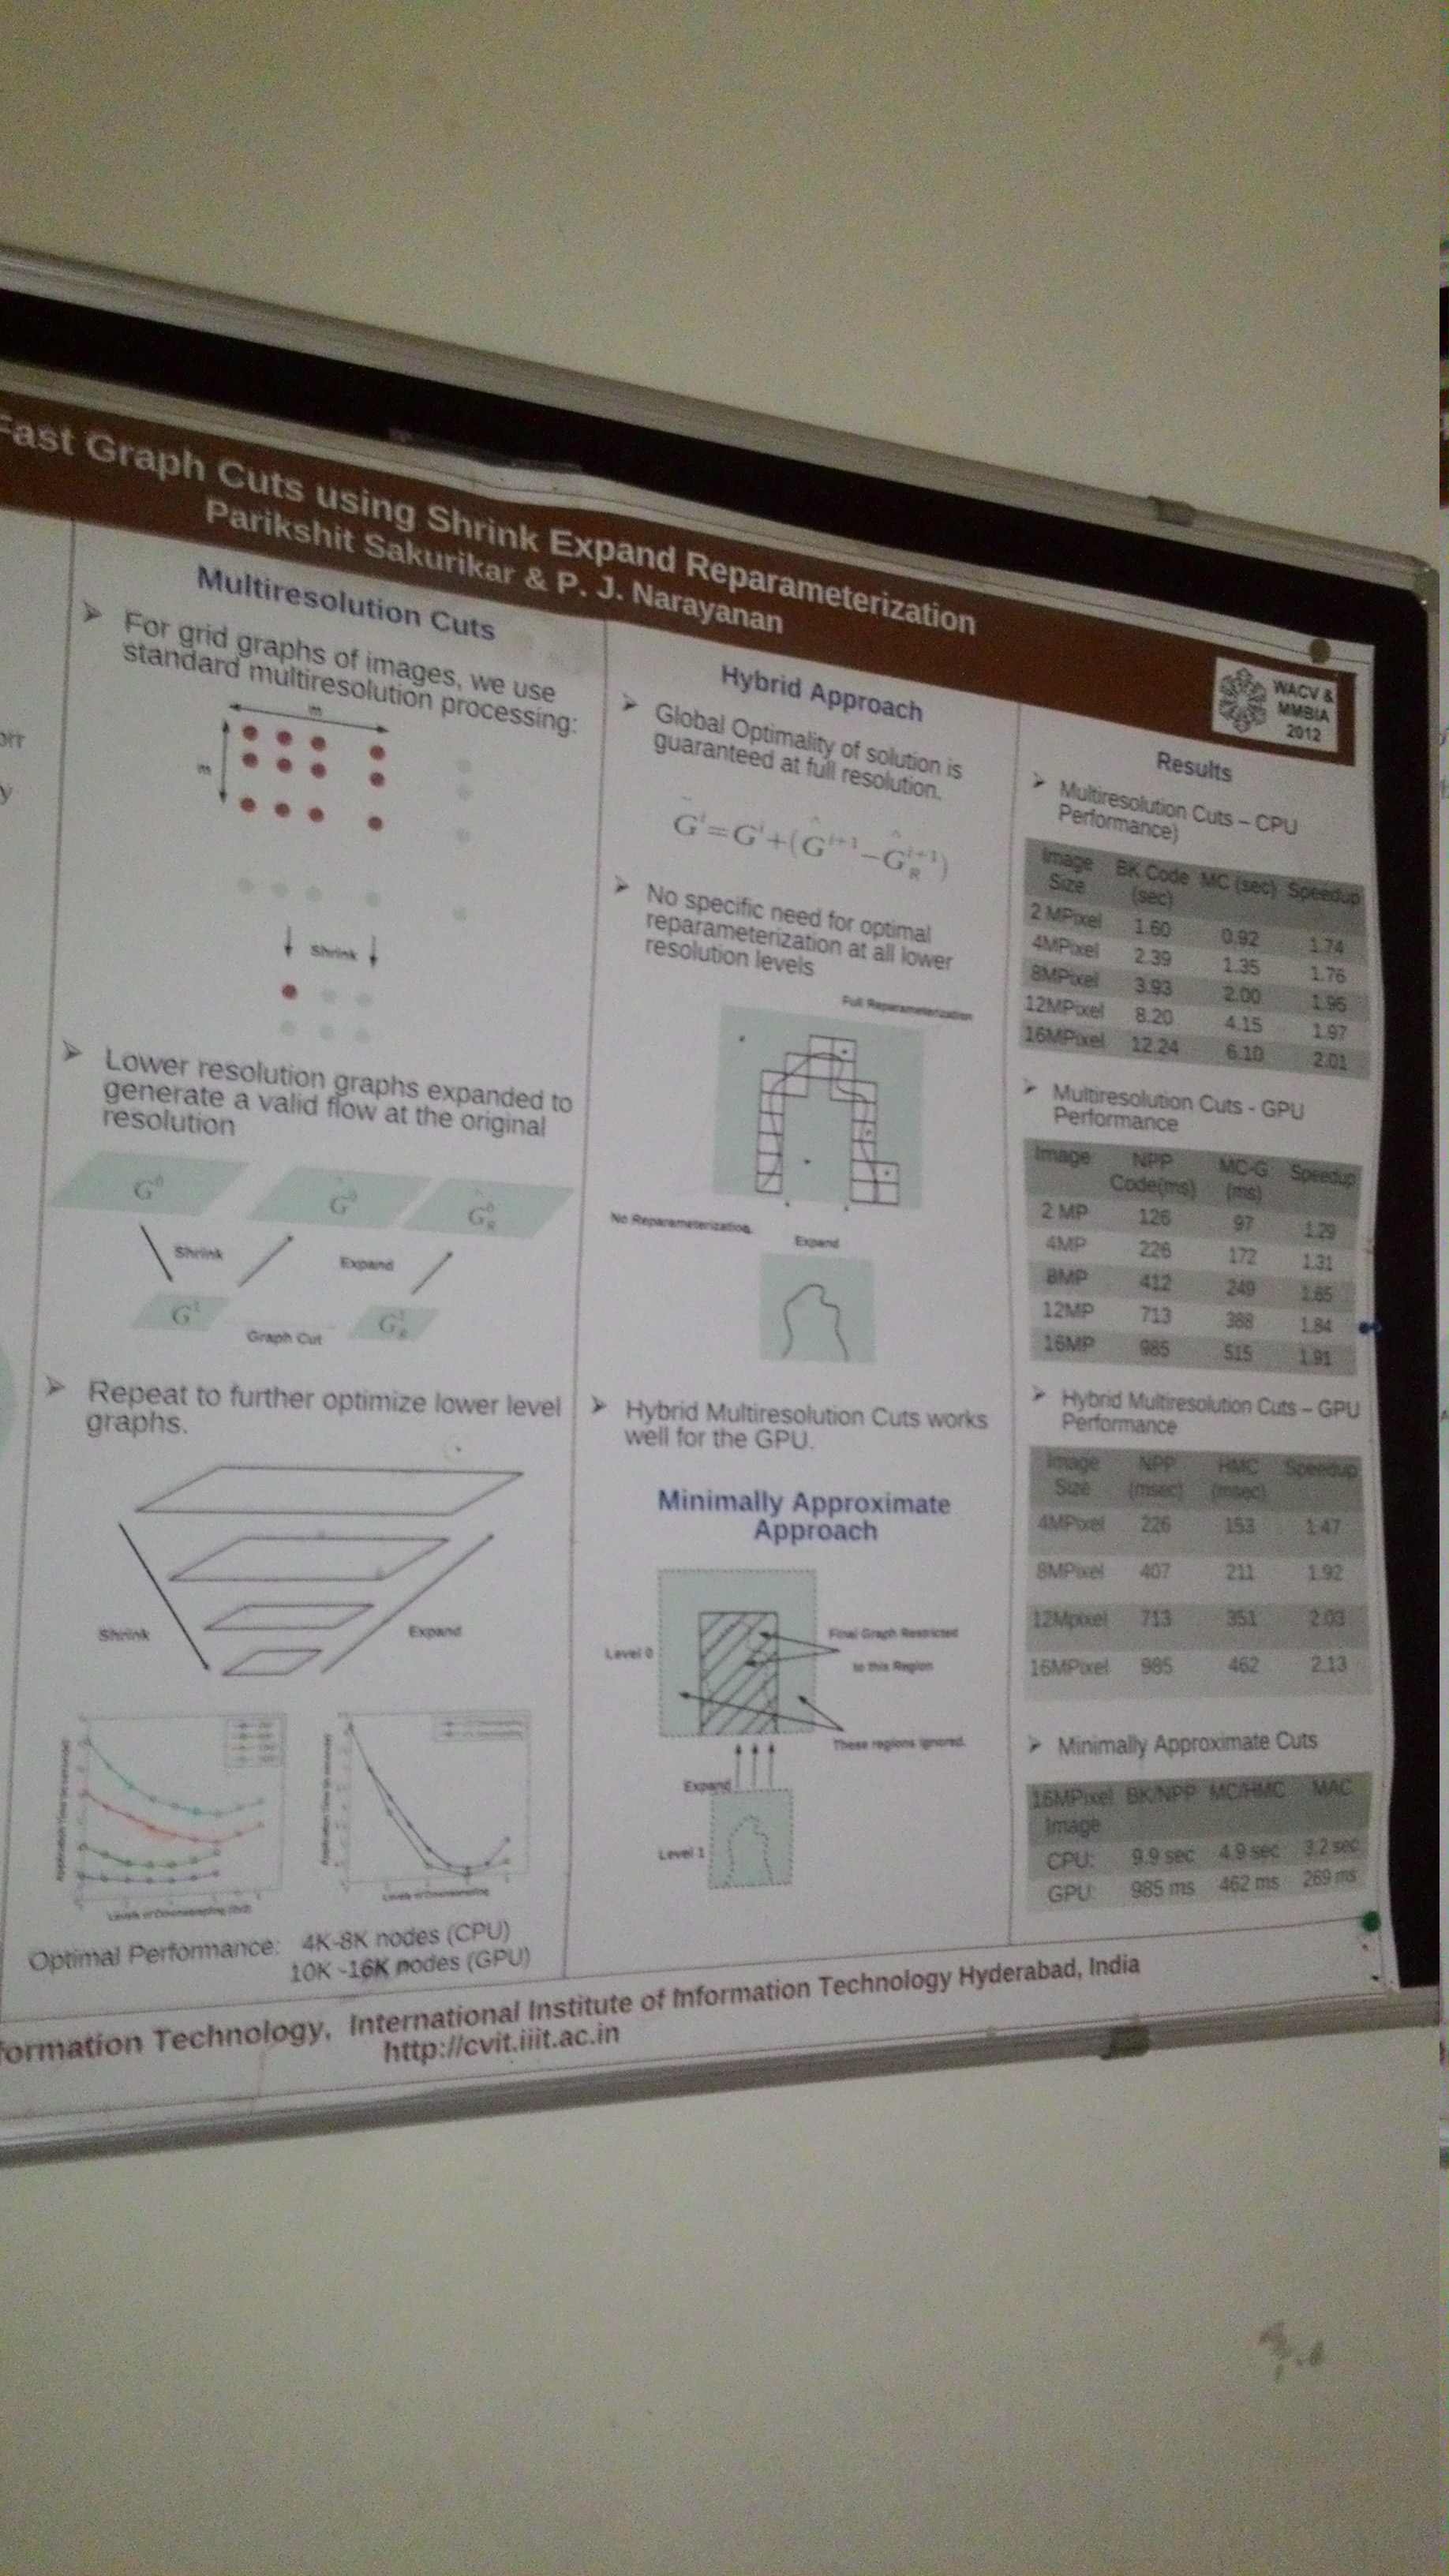 Fast Graph Cuts using Shrink Expand Reparameterization
Parikshit Sakurikar & P. J. Narayanan
WACV &
MMBIA
2012
Multiresolution Cuts
➢ For grid graphs of images, we use
standard multiresolution processing:
m
m
Shrink
➢ Lower resolution graphs expanded to
generate a valid flow at the original
resolution
G⁰
Shrink
Expand
G¹
Graph Cut
➢ Repeat to further optimize lower level
graphs.
Shrink
Expand
Optimal Performance: 4K-8K nodes (CPU)
10K -16K nodes (GPU)
Hybrid Approach
➢ Global Optimality of solution is
guaranteed at full resolution.
➢ No specific need for optimal
reparameterization at all lower
resolution levels
Full Reparameterization
No Reparameterization
Expand
➢ Hybrid Multiresolution Cuts works
well for the GPU.
Minimally Approximate
Approach
Level 0
Final Graph Restricted
to this Region
These regions ignored.
Expand
Level 1
Results
➢ Multiresolution Cuts – CPU
Performance)
Image Size BK Code (sec) MC (sec) Speedup
2 MPixel 1.60 0.92 1.74
4MPixel 2.39 1.35 1.76
8MPixel 3.93 2.00 1.95
12MPixel 8.20 4.15 1.97
16MPixel 12.24 6.10 2.01
➢ Multiresolution Cuts - GPU
Performance
Image NPP Code(ms) MC-G (ms) Speedup
2 MP 126 97 1.29
4MP 226 172 1.31
8MP 412 249 1.65
12MP 713 388 1.84
16MP 985 515 1.91
➢ Hybrid Multiresolution Cuts – GPU
Performance
Image Size NPP (msec) HMC (msec) Speedup
4MPixel 226 153 1.47
8MPixel 407 211 1.92
12Mpixel 713 351 2.03
16MPixel 985 462 2.13
➢ Minimally Approximate Cuts
16MPixel Image BK/NPP MC/HMC MAC
CPU: 9.9 sec 4.9 sec 3.2 sec
GPU: 985 ms 462 ms 269 ms
formation Technology, International Institute of Information Technology Hyderabad, India
http://cvit.iiit.ac.in